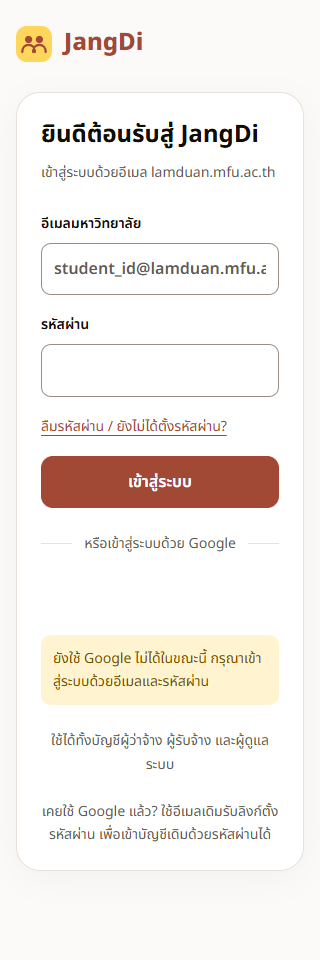 JangDi
ยินดีต้อนรับสู่ JangDi
เข้าสู่ระบบด้วยอีเมล lamduan.mfu.ac.th
อีเมลมหาวิทยาลัย
student_id@lamduan.mfu.a
รหัสผ่าน
ลืมรหัสผ่าน / ยังไม่ได้ตั้งรหัสผ่าน?
เข้าสู่ระบบ
หรือเข้าสู่ระบบด้วย Google
ยังใช้ Google ไม่ได้ในขณะนี้ กรุณาเข้า
สู่ระบบด้วยอีเมลและรหัสผ่าน
ใช้ได้ทั้งบัญชีผู้ว่าจ้าง ผู้รับจ้าง และผู้ดูแล
ระบบ
เคยใช้ Google แล้ว? ใช้อีเมลเดิมรับลิงก์ตั้ง
รหัสผ่าน เพื่อเข้าบัญชีเดิมด้วยรหัสผ่านได้